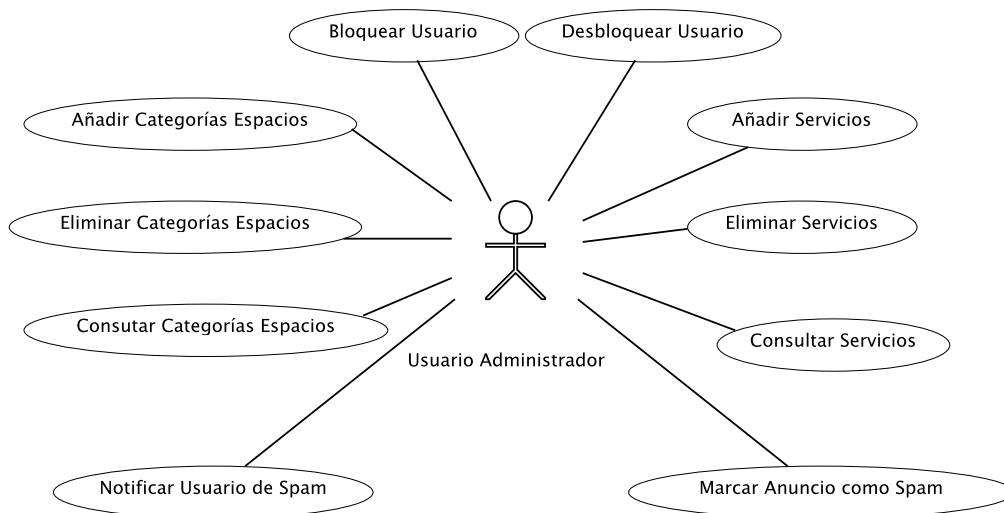 Bloquear Usuario
Desbloquear Usuario
Añadir Categorías Espacios
Añadir Servicios
Eliminar Categorías Espacios
Eliminar Servicios
Consutar Categorías Espacios
Consultar Servicios
Usuario Administrador
Notificar Usuario de Spam
Marcar Anuncio como Spam